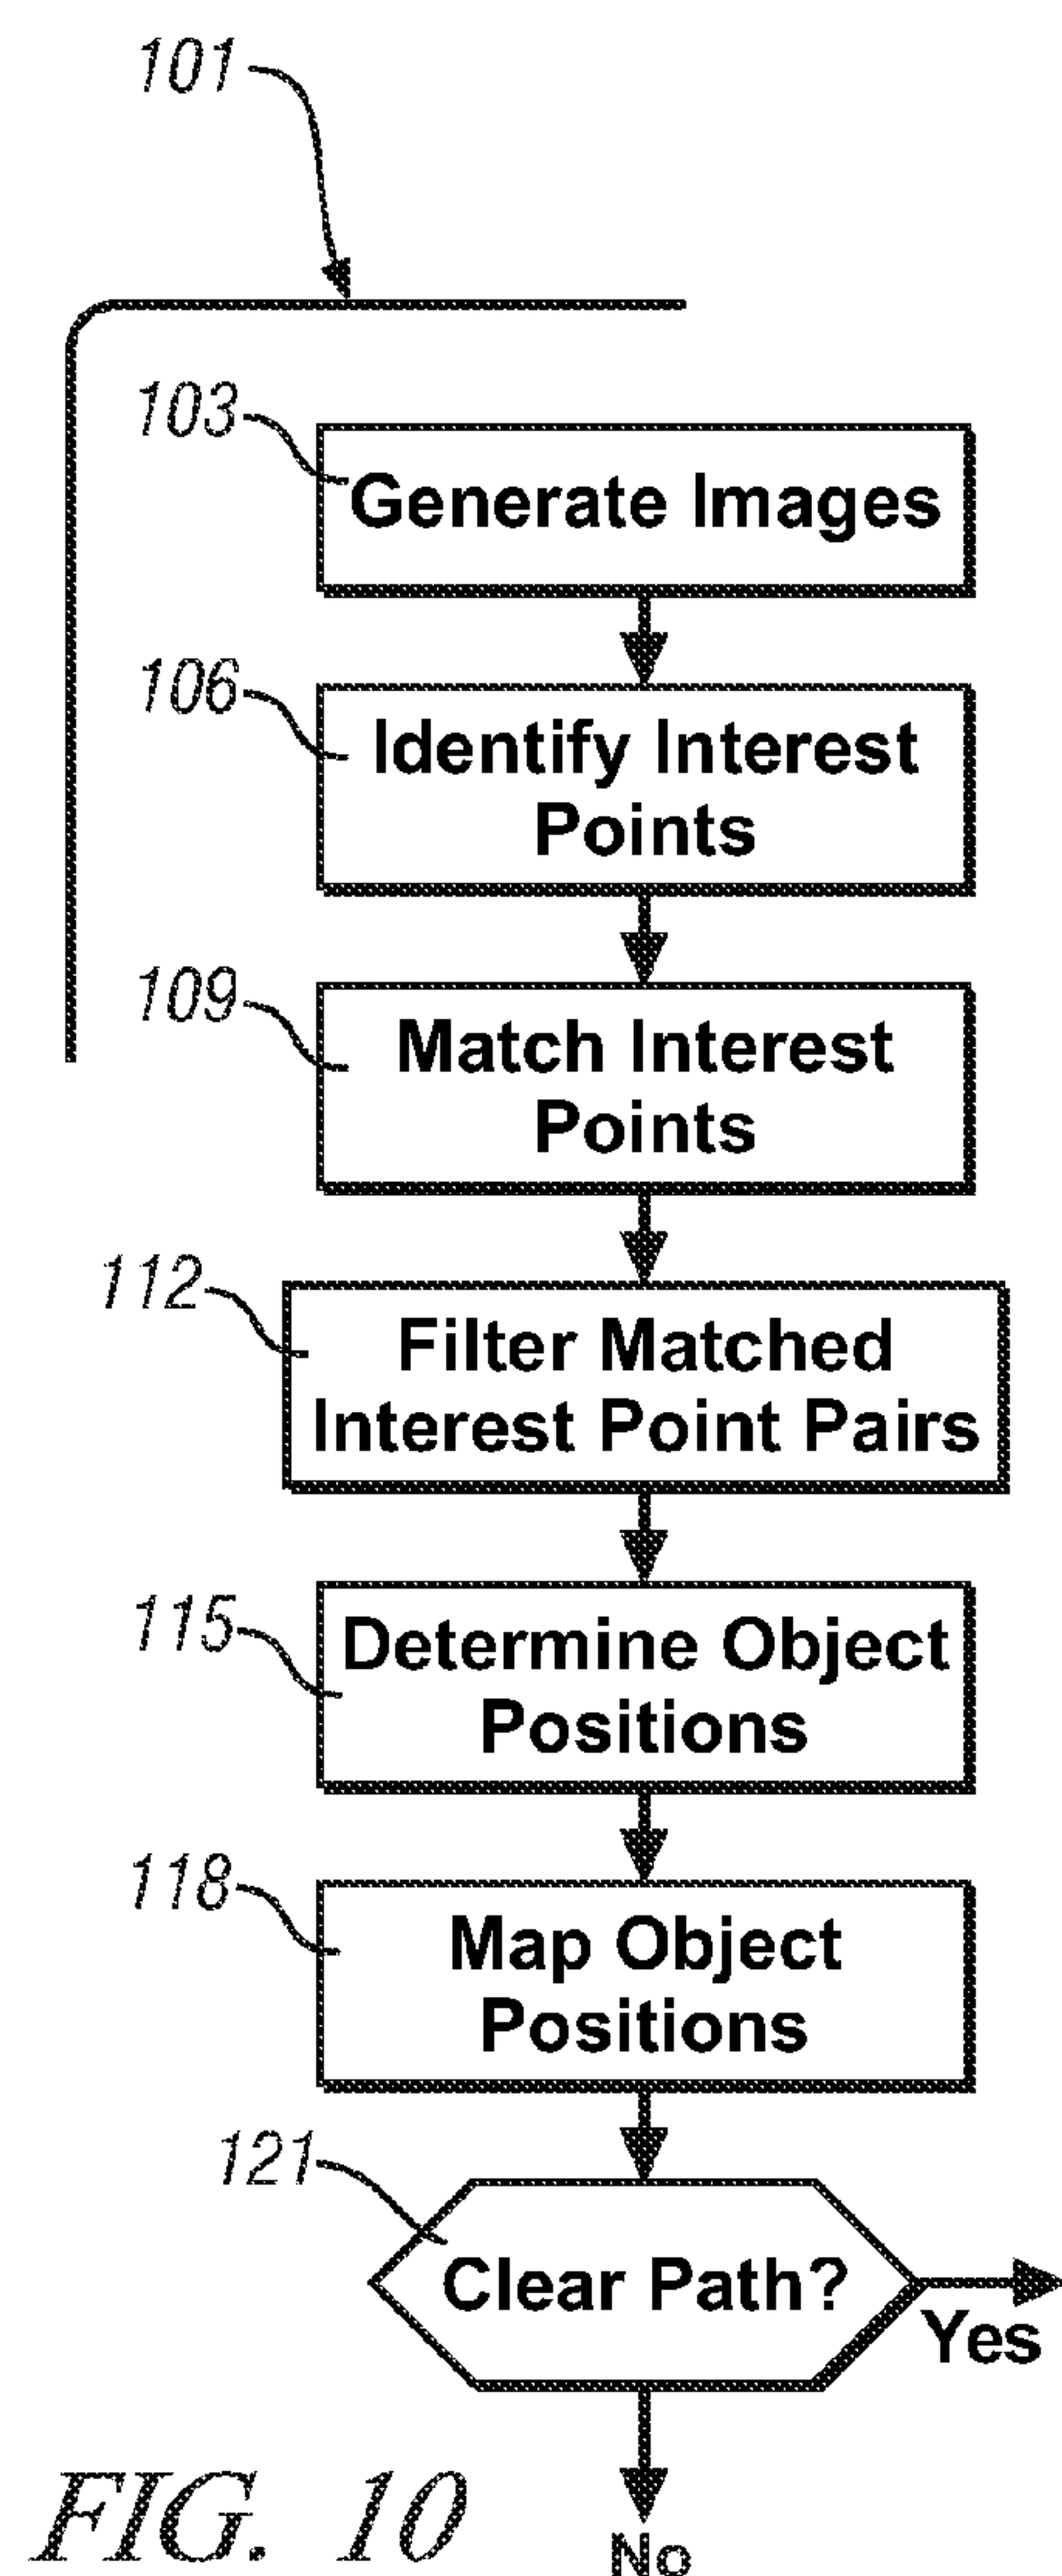 101
103
Generate Images
106
Identify Interest
Points
109
Match Interest
Points
112
Filter Matched
Interest Point Pairs
115
Determine Object
Positions
118
Map Object
Positions
121
Clear Path?
Yes
No
FIG. 10